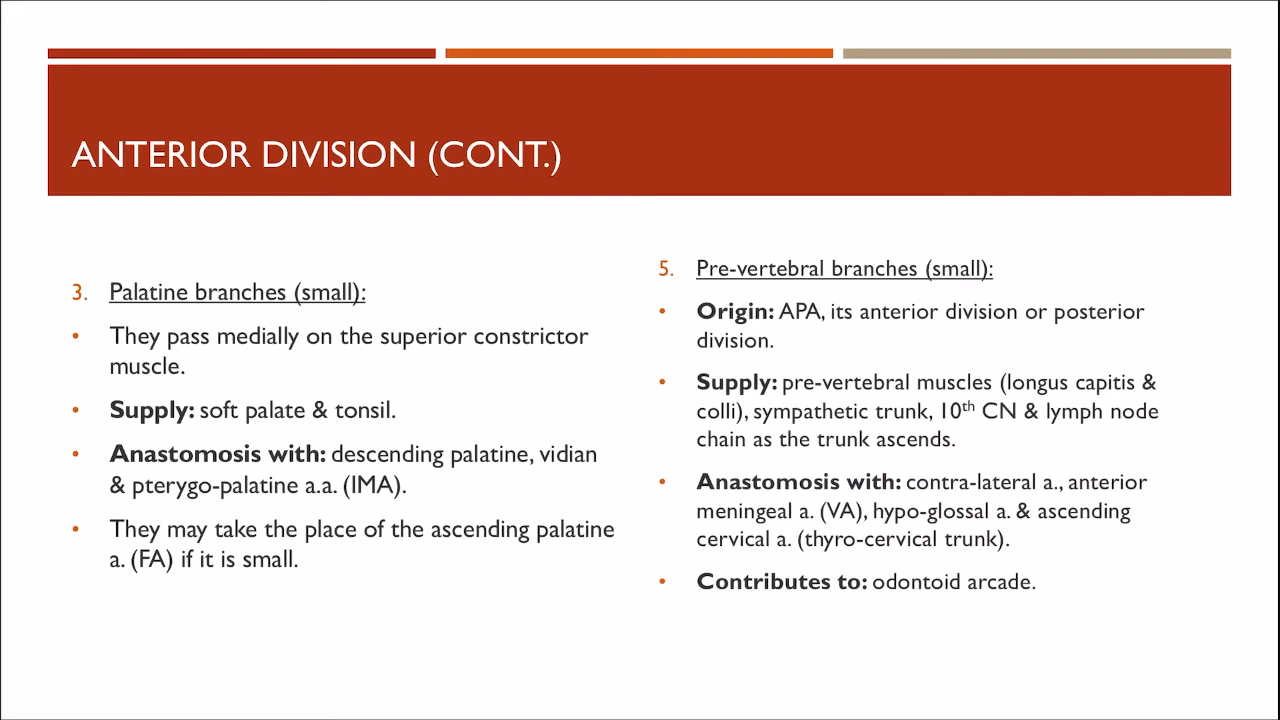 ANTERIOR DIVISION (CONT.)
3. Palatine branches (small):
• They pass medially on the superior constrictor
muscle.
• Supply: soft palate & tonsil.
• Anastomosis with: descending palatine, vidian
& pterygo-palatine a.a. (IMA).
• They may take the place of the ascending palatine
a. (FA) if it is small.
5. Pre-vertebral branches (small):
• Origin: APA, its anterior division or posterior
division.
• Supply: pre-vertebral muscles (longus capitis &
colli), sympathetic trunk, 10th CN & lymph node
chain as the trunk ascends.
• Anastomosis with: contra-lateral a., anterior
meningeal a. (VA), hypo-glossal a. & ascending
cervical a. (thyro-cervical trunk).
• Contributes to: odontoid arcade.